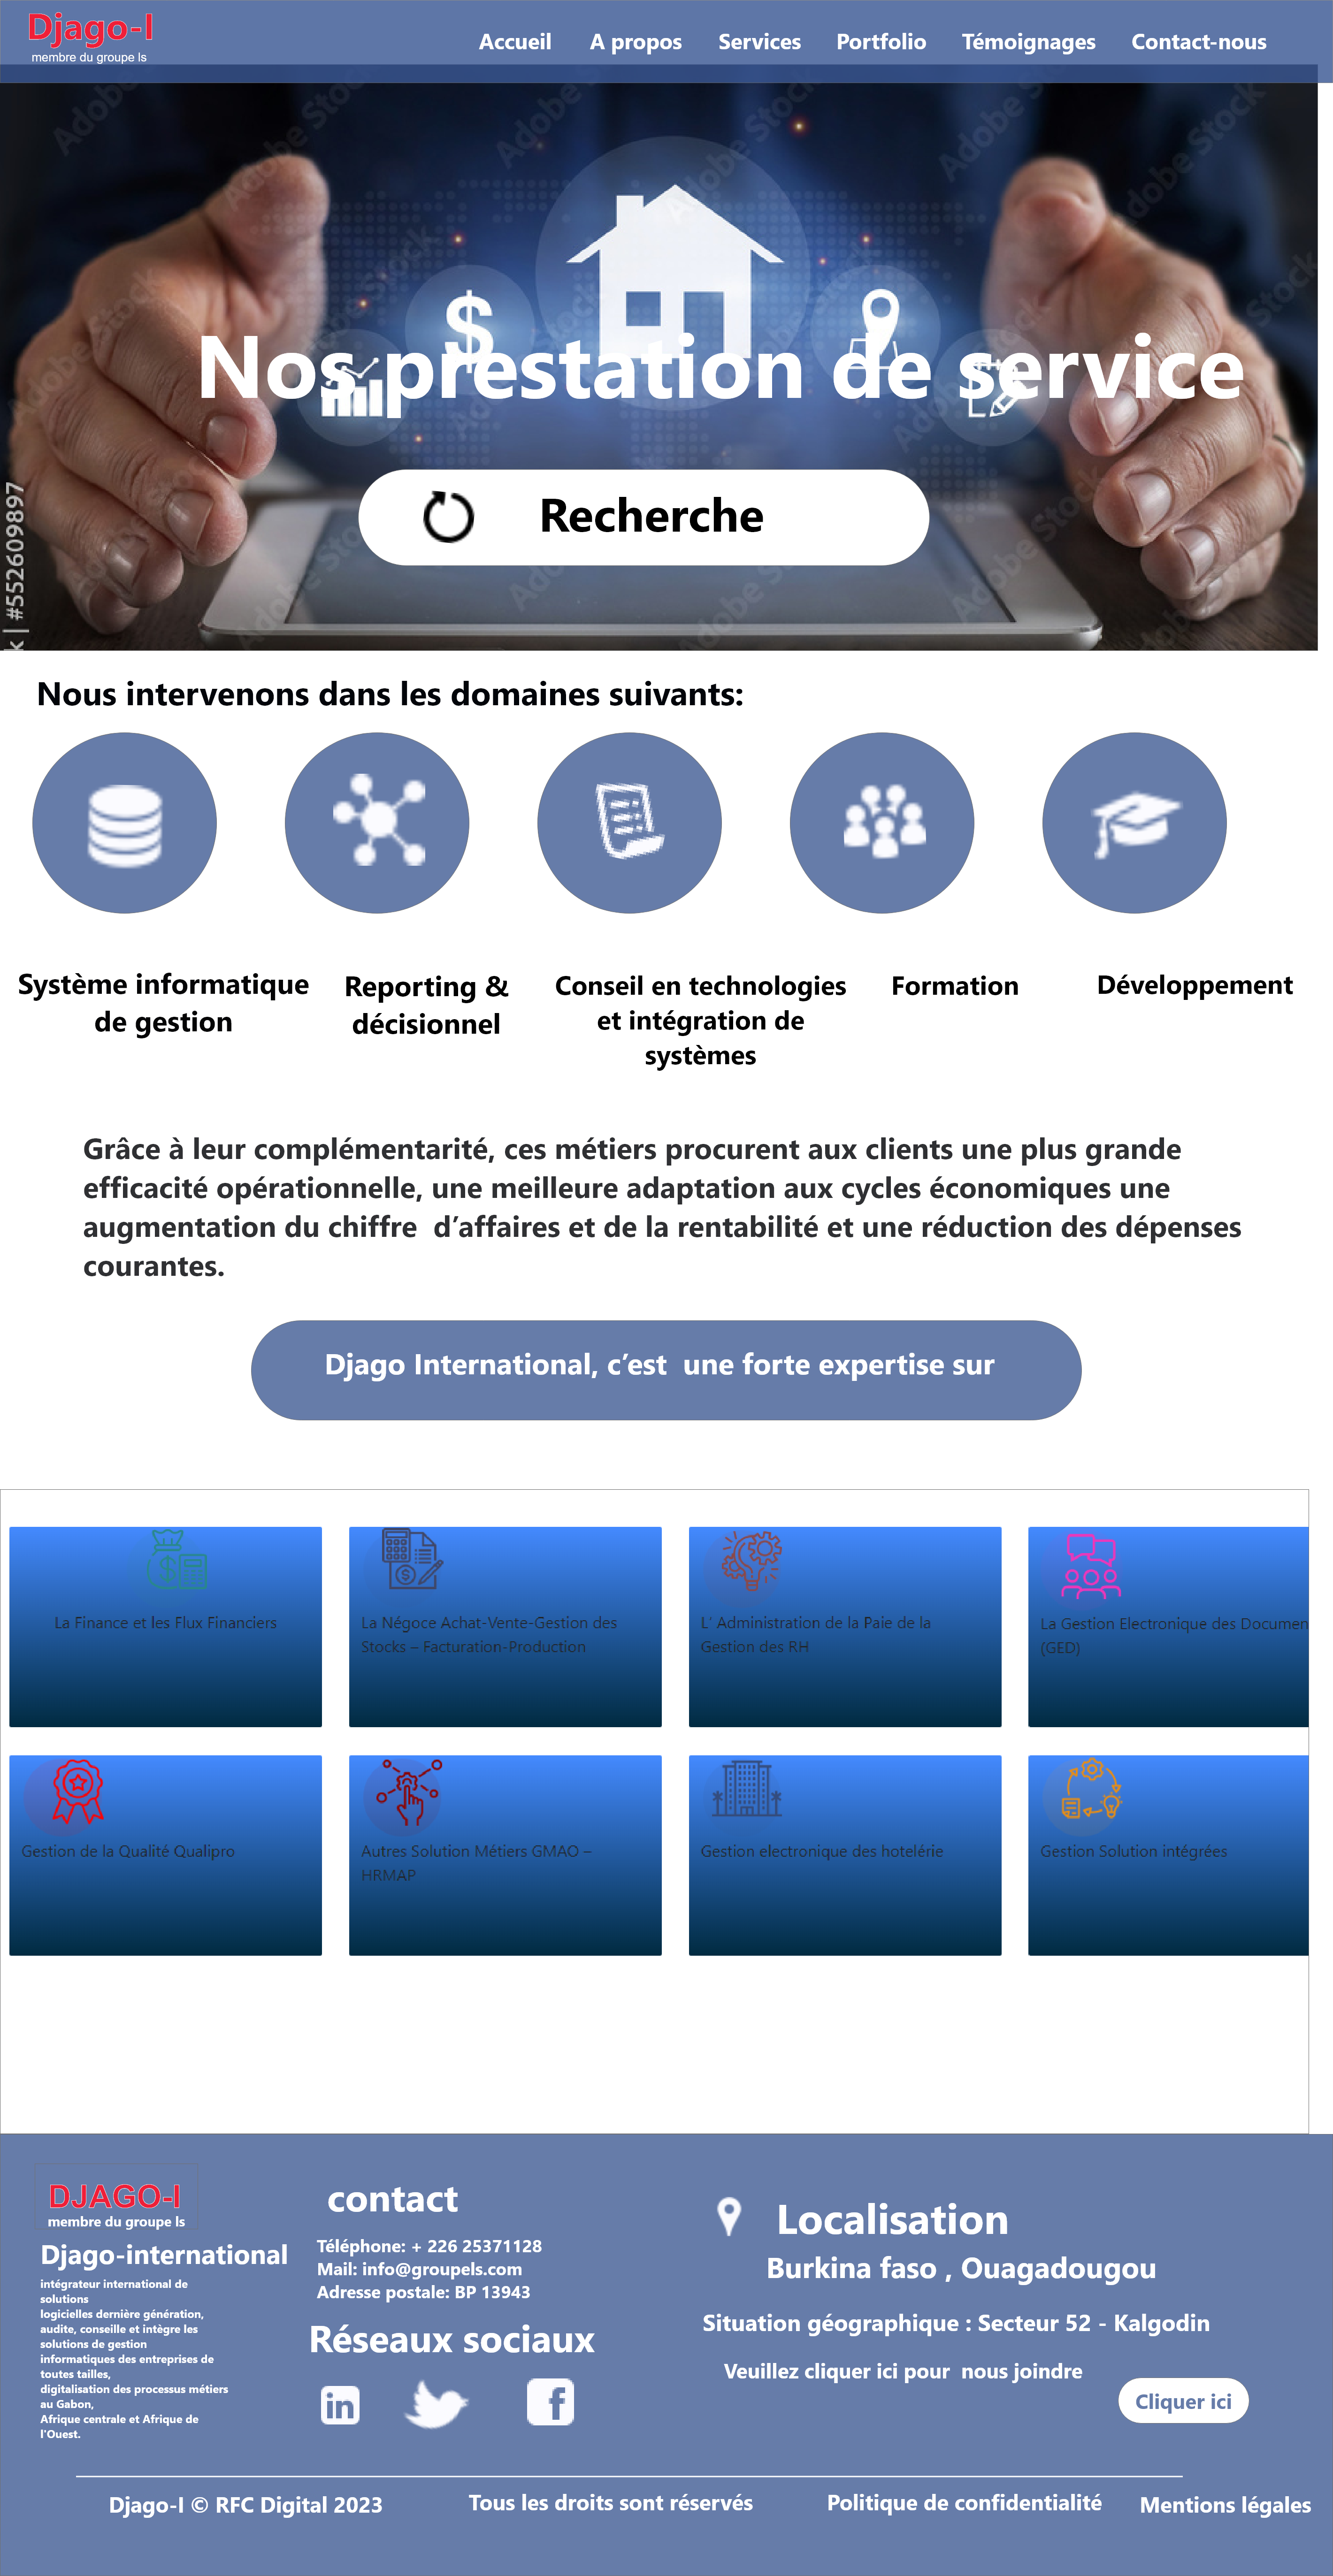 Djago-I
membre du groupe ls
Accueil
A propos
Services
Portfolio
Témoignages
Contact-nous
Adobe Stock
Nos prestation de service
Recherche
k | #552609897
Nous intervenons dans les domaines suivants:
Système informatique
de gestion
Reporting &
décisionnel
Conseil en technologies
et intégration de
systèmes
Formation
Développement
Grâce à leur complémentarité, ces métiers procurent aux clients une plus grande
efficacité opérationnelle, une meilleure adaptation aux cycles économiques une
augmentation du chiffre  d’affaires et de la rentabilité et une réduction des dépenses
courantes.
Djago International, c’est  une forte expertise sur
La Finance et les Flux Financiers
La Négoce Achat-Vente-Gestion des
Stocks – Facturation-Production
L' Administration de la Paie de la
Gestion des RH
La Gestion Electronique des Documen
(GED)
Gestion de la Qualité Qualipro
Autres Solution Métiers GMAO –
HRMAP
Gestion electronique des hotelérie
Gestion Solution intégrées
DJAGO-I
membre du groupe ls
Djago-international
intégrateur international de
solutions
logicielles dernière génération,
audite, conseille et intègre les
solutions de gestion
informatiques des entreprises de
toutes tailles,
digitalisation des processus métiers
au Gabon,
Afrique centrale et Afrique de
l'Ouest.
contact
Téléphone: + 226 25371128
Mail: info@groupels.com
Adresse postale: BP 13943
Réseaux sociaux
in
f
Localisation
Burkina faso , Ouagadougou
Situation géographique : Secteur 52 - Kalgodin
Veuillez cliquer ici pour  nous joindre
Cliquer ici
Djago-I © RFC Digital 2023
Tous les droits sont réservés
Politique de confidentialité
Mentions légales